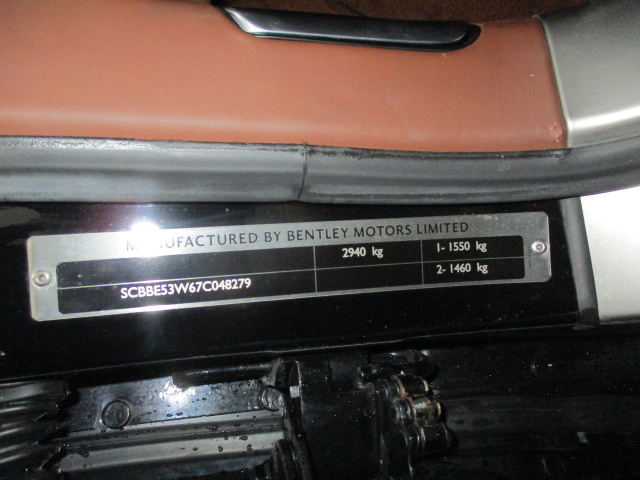 MANUFACTURED BY BENTLEY MOTORS LIMITED
2940 kg 1- 1550 kg
SCBBE53W67C048279 2- 1460 kg